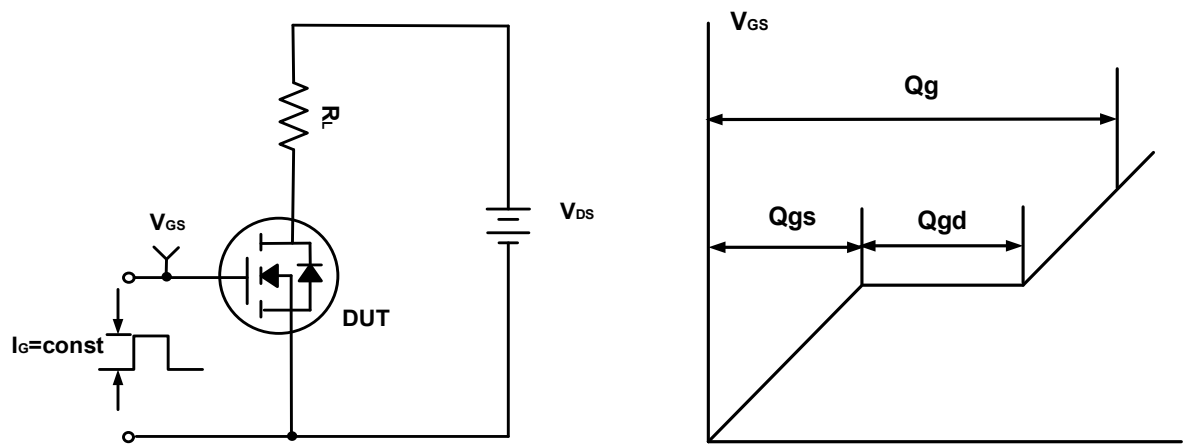 RL
VDS
VGS
DUT
IG=const
VGS
Qg
Qgs
Qgd